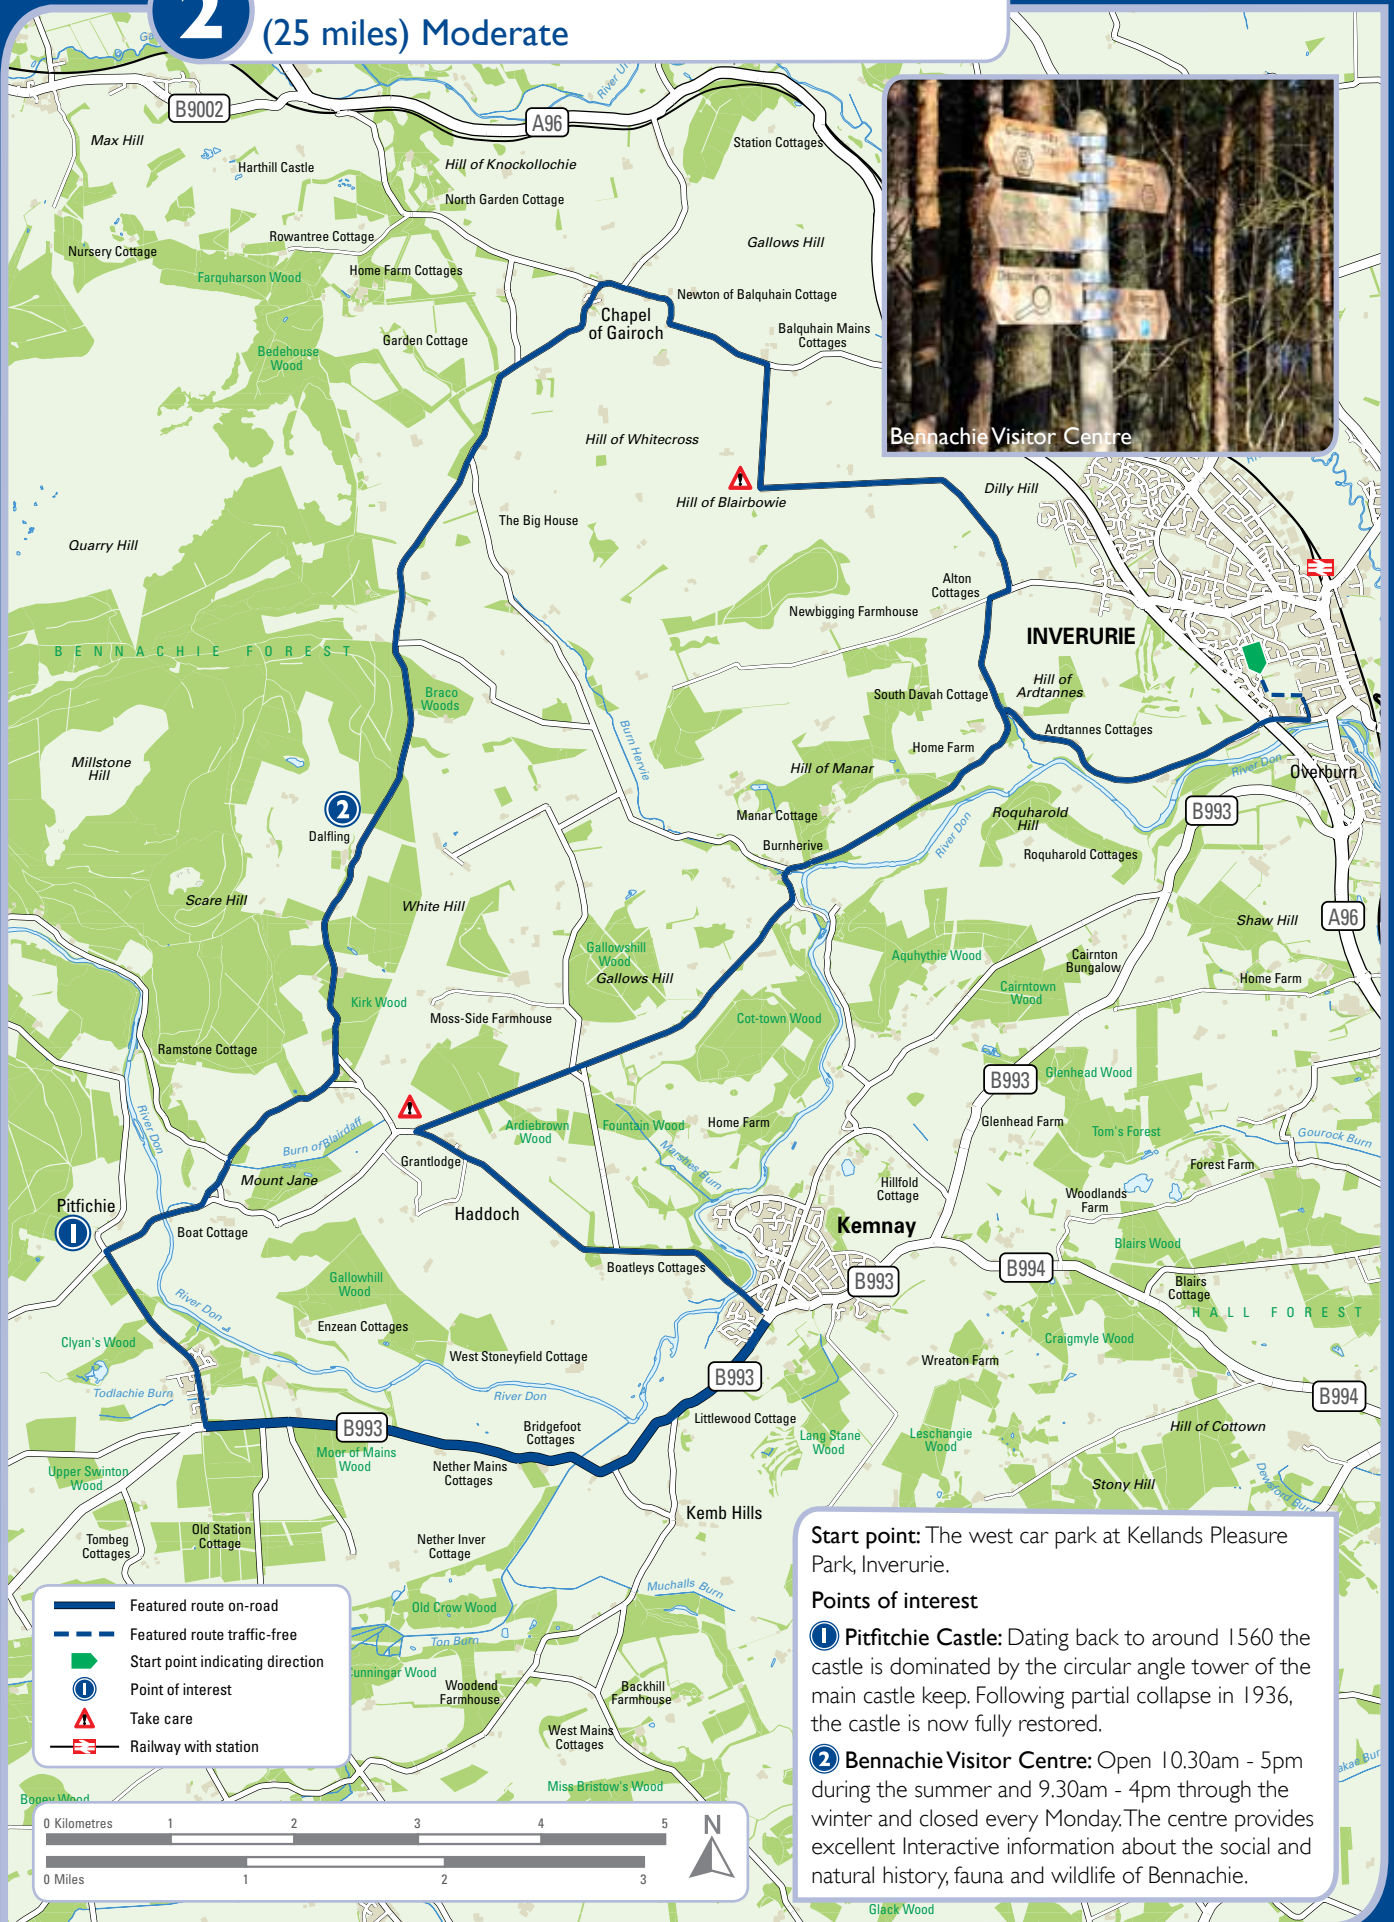 2
(25 miles) Moderate
B9002
A96
Max Hill
Harthill Castle
Hill of Knockollochie
Station Cottages
North Garden Cottage
Nursery Cottage
Rowantree Cottage
Gallows Hill
Farquharson Wood
Home Farm Cottages
Newton of Balquhain Cottage
Chapel
of Gairoch
Balquhain Mains
Cottages
Garden Cottage
Bedehouse
Wood
Bennachie Visitor Centre
Hill of Whitecross
Dilly Hill
Hill of Blairbowie
The Big House
Quarry Hill
Alton
Cottages
Newbigging Farmhouse
INVERURIE
BENNACHIE FOREST
Hill of
Ardtannes
South Davah Cottage
Braco
Woods
Ardtannes Cottages
Burn Hervie
Home Farm
Millstone
Hill
Hill of Manar
River Don
Overburn
2
Dalfling
Manar Cottage
Roquharold
Hill
B993
River Don
Burnherive
Roquharold Cottages
Scare Hill
White Hill
Shaw Hill
A96
Gallowshill
Wood
Gallows Hill
Aquhythie Wood
Cairnton
Bungalow
Home Farm
Cairntown
Wood
Kirk Wood
Moss-Side Farmhouse
Cot-town Wood
Ramstone Cottage
B993
Glenhead Wood
River Don
Burn of Blairdaff
Ardiebrown
Wood
Fountain Wood
Home Farm
Glenhead Farm
Tom's Forest
Gourock Burn
Grantlodge
Marshes Burn
Forest Farm
Mount Jane
Hillfold
Cottage
Woodlands
Farm
Pitfichie
1
Haddoch
Kemnay
Boat Cottage
Blairs Wood
Boatleys Cottages
B993
B994
Blairs
Cottage
Gallowhill
Wood
River Don
HALL FOREST
Enzean Cottages
Clyan's Wood
Craigmyle Wood
West Stoneyfield Cottage
Wreaton Farm
B993
Todlachie Burn
River Don
B994
Littlewood Cottage
B993
Bridgefoot
Cottages
Hill of Cottown
Lang Stane
Wood
Leschangie
Wood
Moor of Mains
Wood
Nether Mains
Cottages
Upper Swinton
Wood
Stony Hill
Dewsford Burn
Kemb Hills
Old Station
Cottage
Tombeg
Cottages
Nether Inver
Cottage
Muchalls Burn
Old Crow Wood
Ton Burn
unningar Wood
Woodend
Farmhouse
Backhill
Farmhouse
West Mains
Cottages
Miss Bristow's Wood
Bogey Wood
Glack Wood
Featured route on-road
Featured route traffic-free
Start point indicating direction
1 Point of interest
Take care
Railway with station
0 Kilometres 1 2 3 4 5
0 Miles 1 2 3
N
Start point: The west car park at Kellands Pleasure
Park, Inverurie.
Points of interest
1 Pitfitchie Castle: Dating back to around 1560 the
castle is dominated by the circular angle tower of the
main castle keep. Following partial collapse in 1936,
the castle is now fully restored.
2 Bennachie Visitor Centre: Open 10.30am - 5pm
during the summer and 9.30am - 4pm through the
winter and closed every Monday. The centre provides
excellent Interactive information about the social and
natural history, fauna and wildlife of Bennachie.